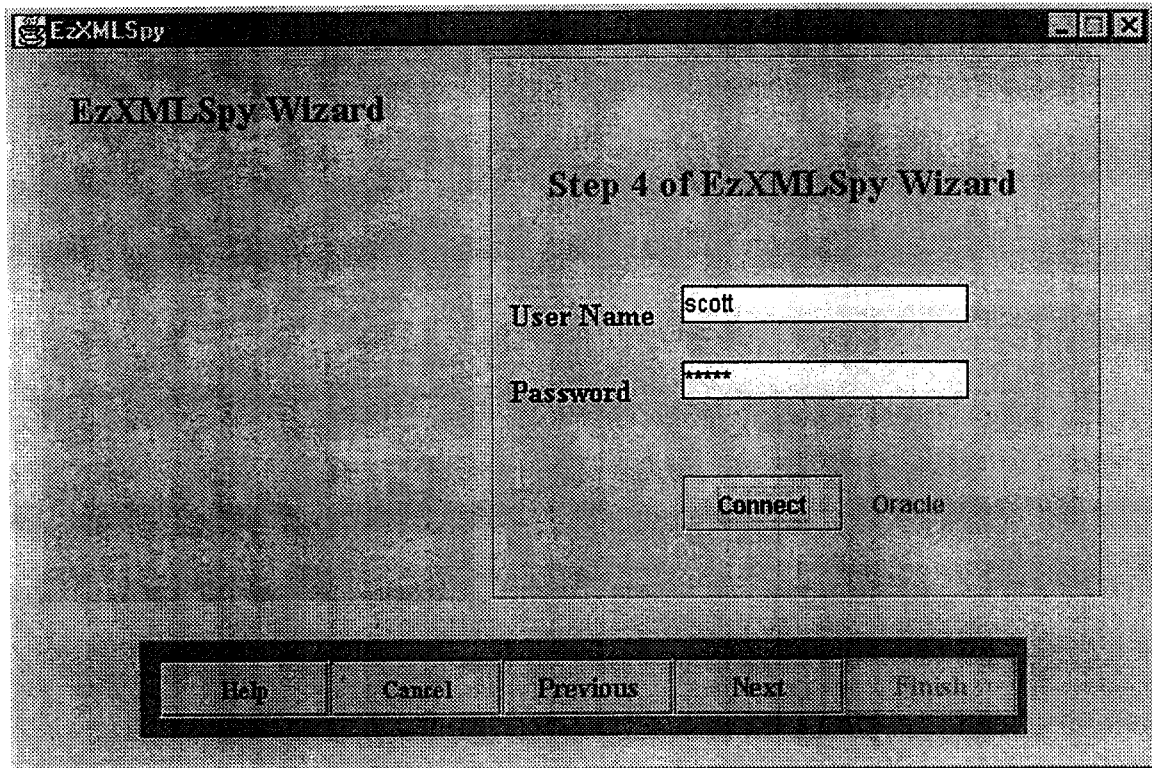 EzXMLSpy
EzXMLSpy Wizard
Step 4 of EzXMLSpy Wizard
User Name
scott
Password
*****
Connect
Oracle
Help
Cancel
Previous
Next
Finish